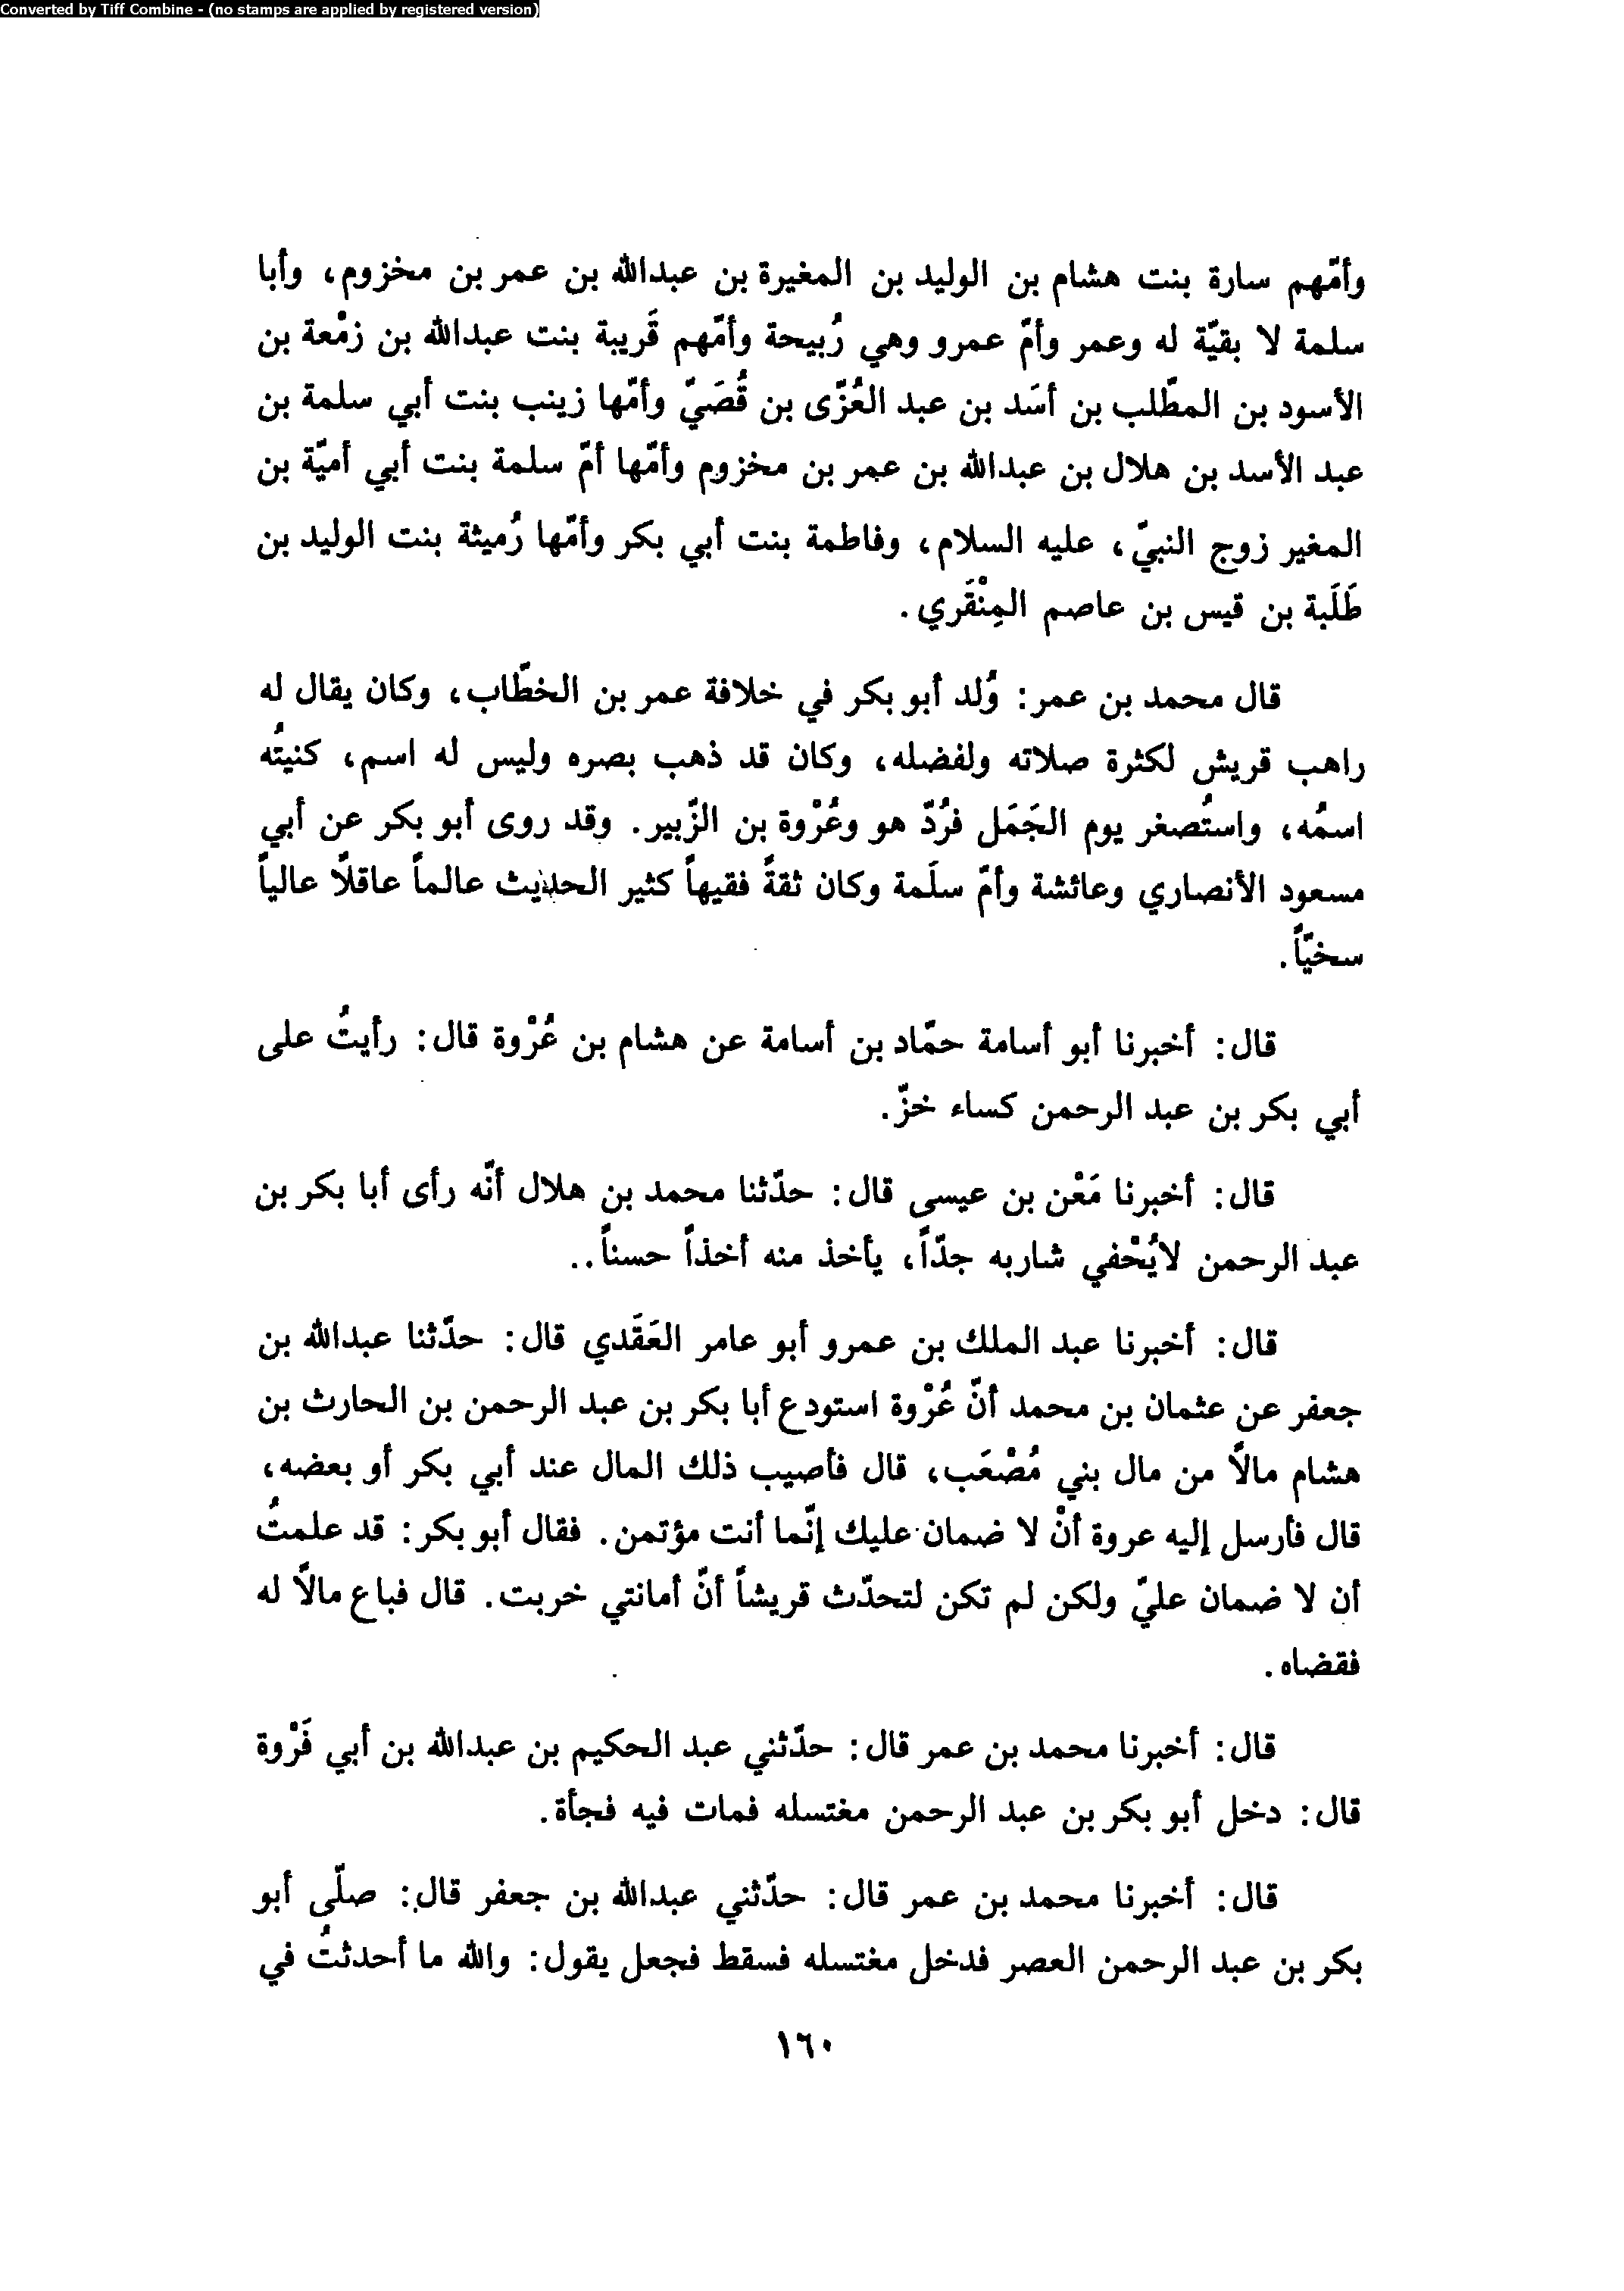 Converted by Tiff Combine - (no stamps are applied by registered version)
وأمّهم سارة بنت هشام بن الوليد بن المغيرة بن عبدالله بن عمر بن مخزوم، وأبا
سلمة لا بقيّة له وعمر وأمّ عمرو وهي رُبيحة وأمّهم قَريبة بنت عبدالله بن زمْعة بن
الأسود بن المطّلب بن أسَد بن عبد العُزّى بن قُصَيّ وأمّها زينب بنت أبي سلمة بن
عبد الأسد بن هلال بن عبدالله بن عمر بن مخزوم وأمّها أمّ سلمة بنت أبي أميّة بن
المغير زوج النبيّ، عليه السلام، وفاطمة بنت أبي بكر وأمّها رُميثة بنت الوليد بن
طَلَبة بن قيس بن عاصم المِنْقَري.
قال محمد بن عمر: وُلد أبو بكر في خلافة عمر بن الخطّاب، وكان يقال له
راهب قريش لكثرة صلاته ولفضله، وكان قد ذهب بصره وليس له اسم، كنيتُه
اسمُه، واستُصغر يوم الجَمَل فرُدّ هو وعُرْوة بن الزّبير. وقد روى أبو بكر عن أبي
مسعود الأنصاري وعائشة وأمّ سلَمة وكان ثقةً فقيهاً كثير الحديث عالماً عاقلًا عالياً
سخيّاً.
قال: أخبرنا أبو أسامة حمّاد بن أسامة عن هشام بن عُرْوة قال: رأيتُ على
أبي بكر بن عبد الرحمن كساء خزّ.
قال: أخبرنا مَعْن بن عيسى قال: حدّثنا محمد بن هلال أنّه رأى أبا بكر بن
عبد الرحمن لايُحْفي شاربه جدّاً، يأخذ منه أخذاً حسناً..
قال: أخبرنا عبد الملك بن عمرو أبو عامر العَقَدي قال: حدّثنا عبدالله بن
جعفر عن عثمان بن محمد أنّ عُرْوة استودع أبا بكر بن عبد الرحمن بن الحارث بن
هشام مالًا من مال بني مُصْعَب، قال فأصيب ذلك المال عند أبي بكر أو بعضه،
قال فأرسل إليه عروة أنْ لا ضمان عليك إنّما أنت مؤتمن. فقال أبو بكر: قد علمتُ
أن لا ضمان عليّ ولكن لم تكن لتحدّث قريشاً أنّ أمانتي خربت. قال فباع مالًا له
فقضاه.
قال: أخبرنا محمد بن عمر قال: حدّثني عبد الحكيم بن عبدالله بن أبي فَرْوة
قال: دخل أبو بكر بن عبد الرحمن مغتسله فمات فيه فجأة.
قال: أخبرنا محمد بن عمر قال: حدّثني عبدالله بن جعفر قال: صلّى أبو
بكر بن عبد الرحمن العصر فدخل مغتسله فسقط فجعل يقول: والله ما أحدثتُ في
١٦٠